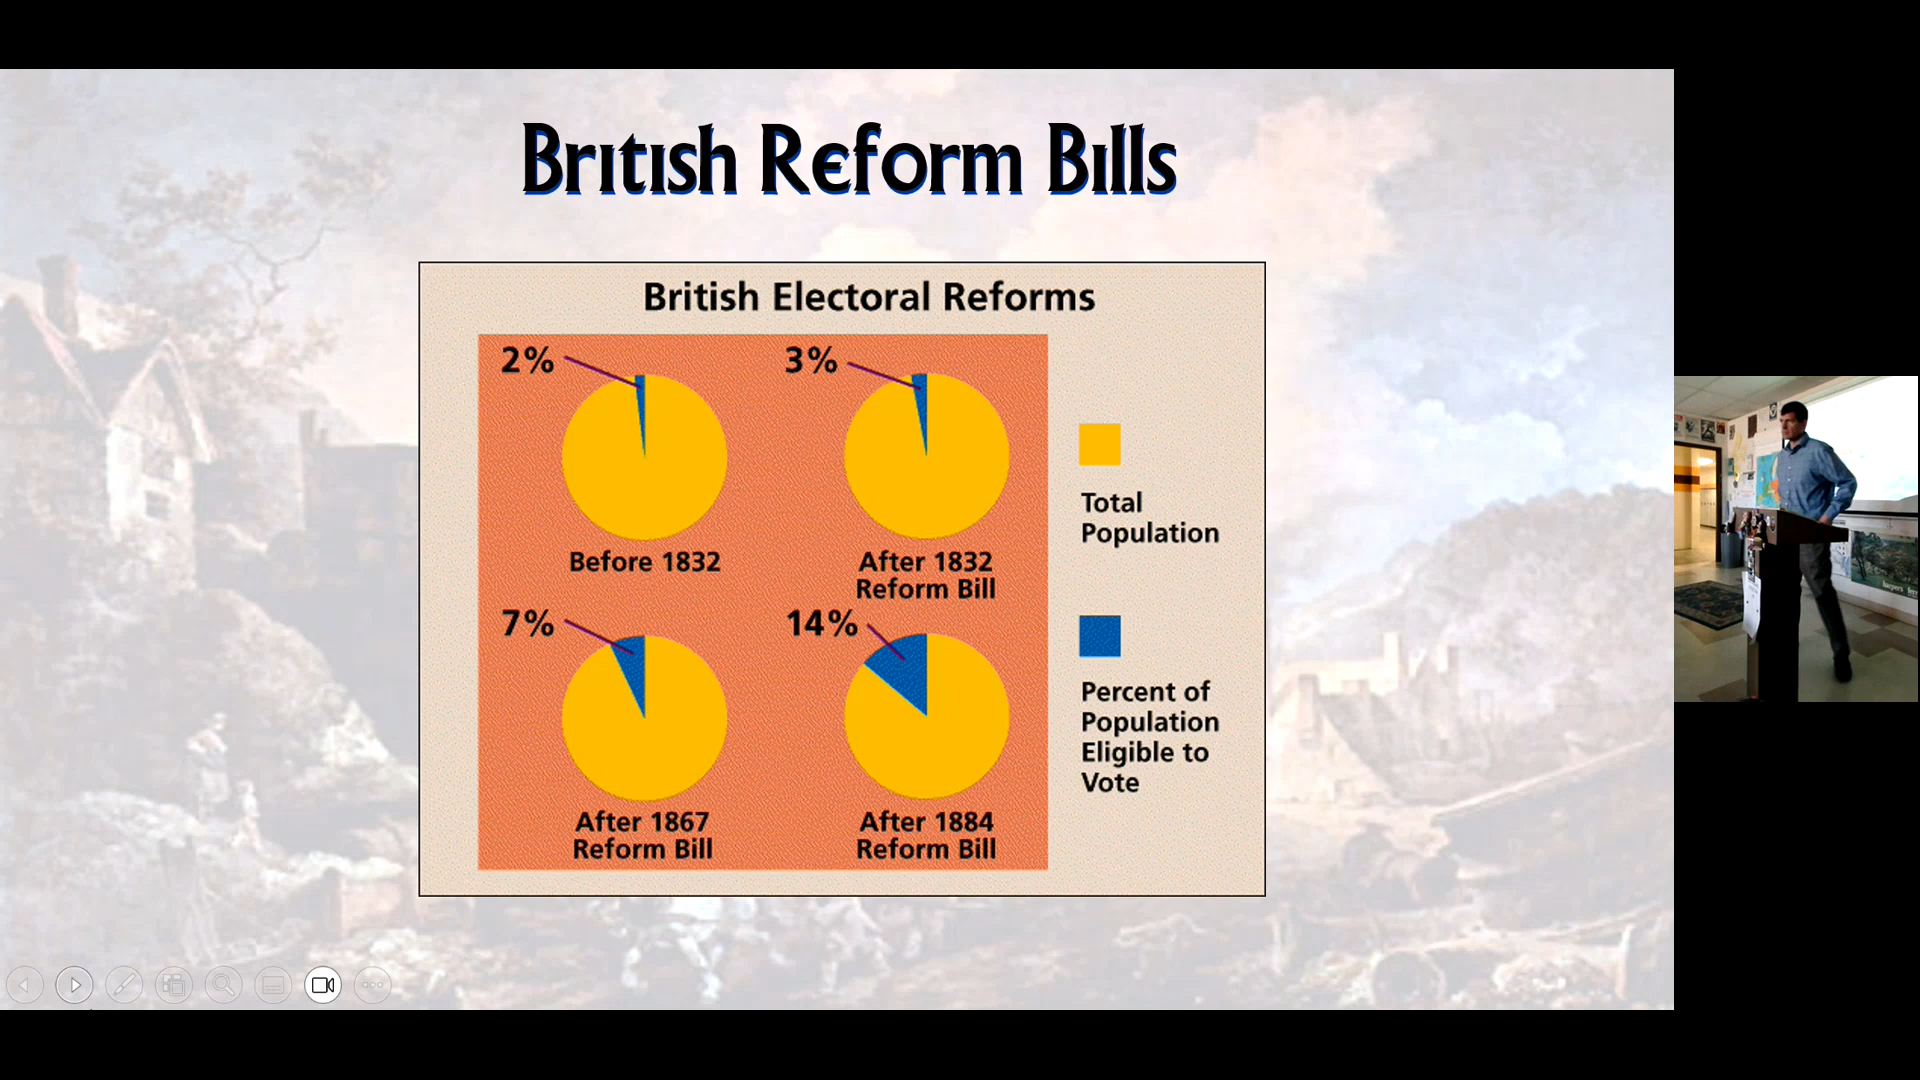 British Reform Bills
British Electoral Reforms
2%
3%
Before 1832
After 1832
Reform Bill
7%
14%
After 1867
Reform Bill
After 1884
Reform Bill
Total
Population
Percent of
Population
Eligible to
Vote